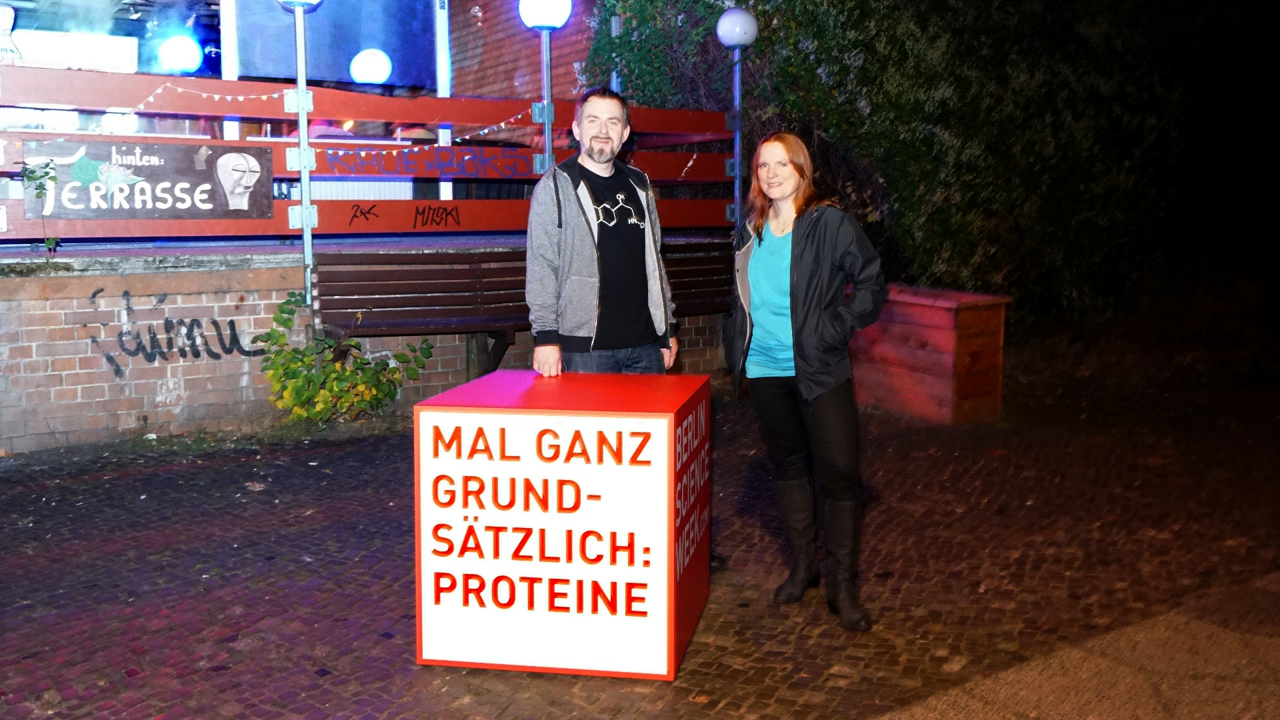 hinten:
TERRASSE
MAL GANZ
GRUND-
SÄTZLICH:
PROTEINE
BERLIN
SCIENCE
WEEK.COM